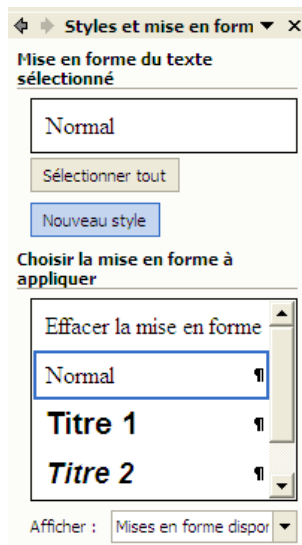 Styles et mise en form
Mise en forme du texte
sélectionné
Normal
Sélectionner tout
Nouveau style
Choisir la mise en forme à
appliquer
Effacer la mise en forme
Normal ¶
Titre 1 ¶
Titre 2 ¶
Afficher : Mises en forme dispor